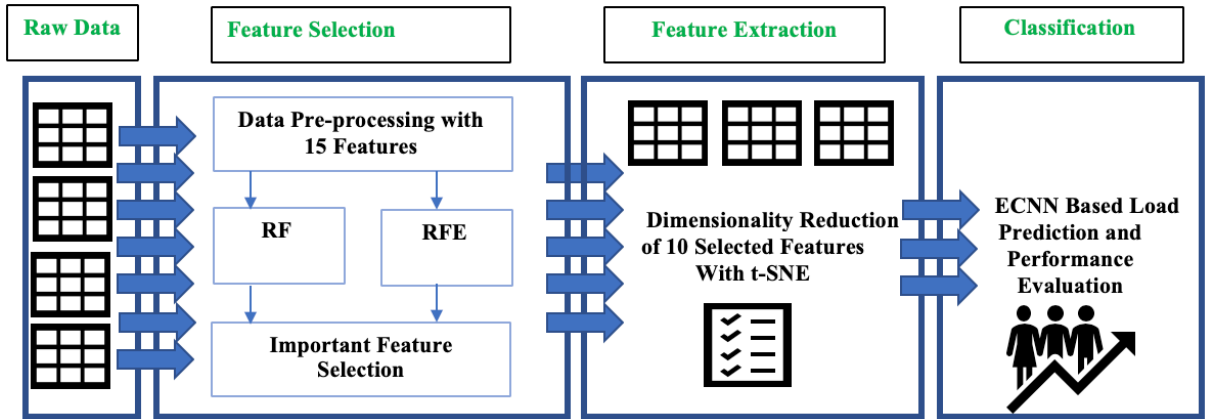 Raw Data
Feature Selection
Feature Extraction
Classification
Data Pre-processing with
15 Features
RF
RFE
Important Feature
Selection
Dimensionality Reduction
of 10 Selected Features
With t-SNE
ECNN Based Load
Prediction and
Performance
Evaluation